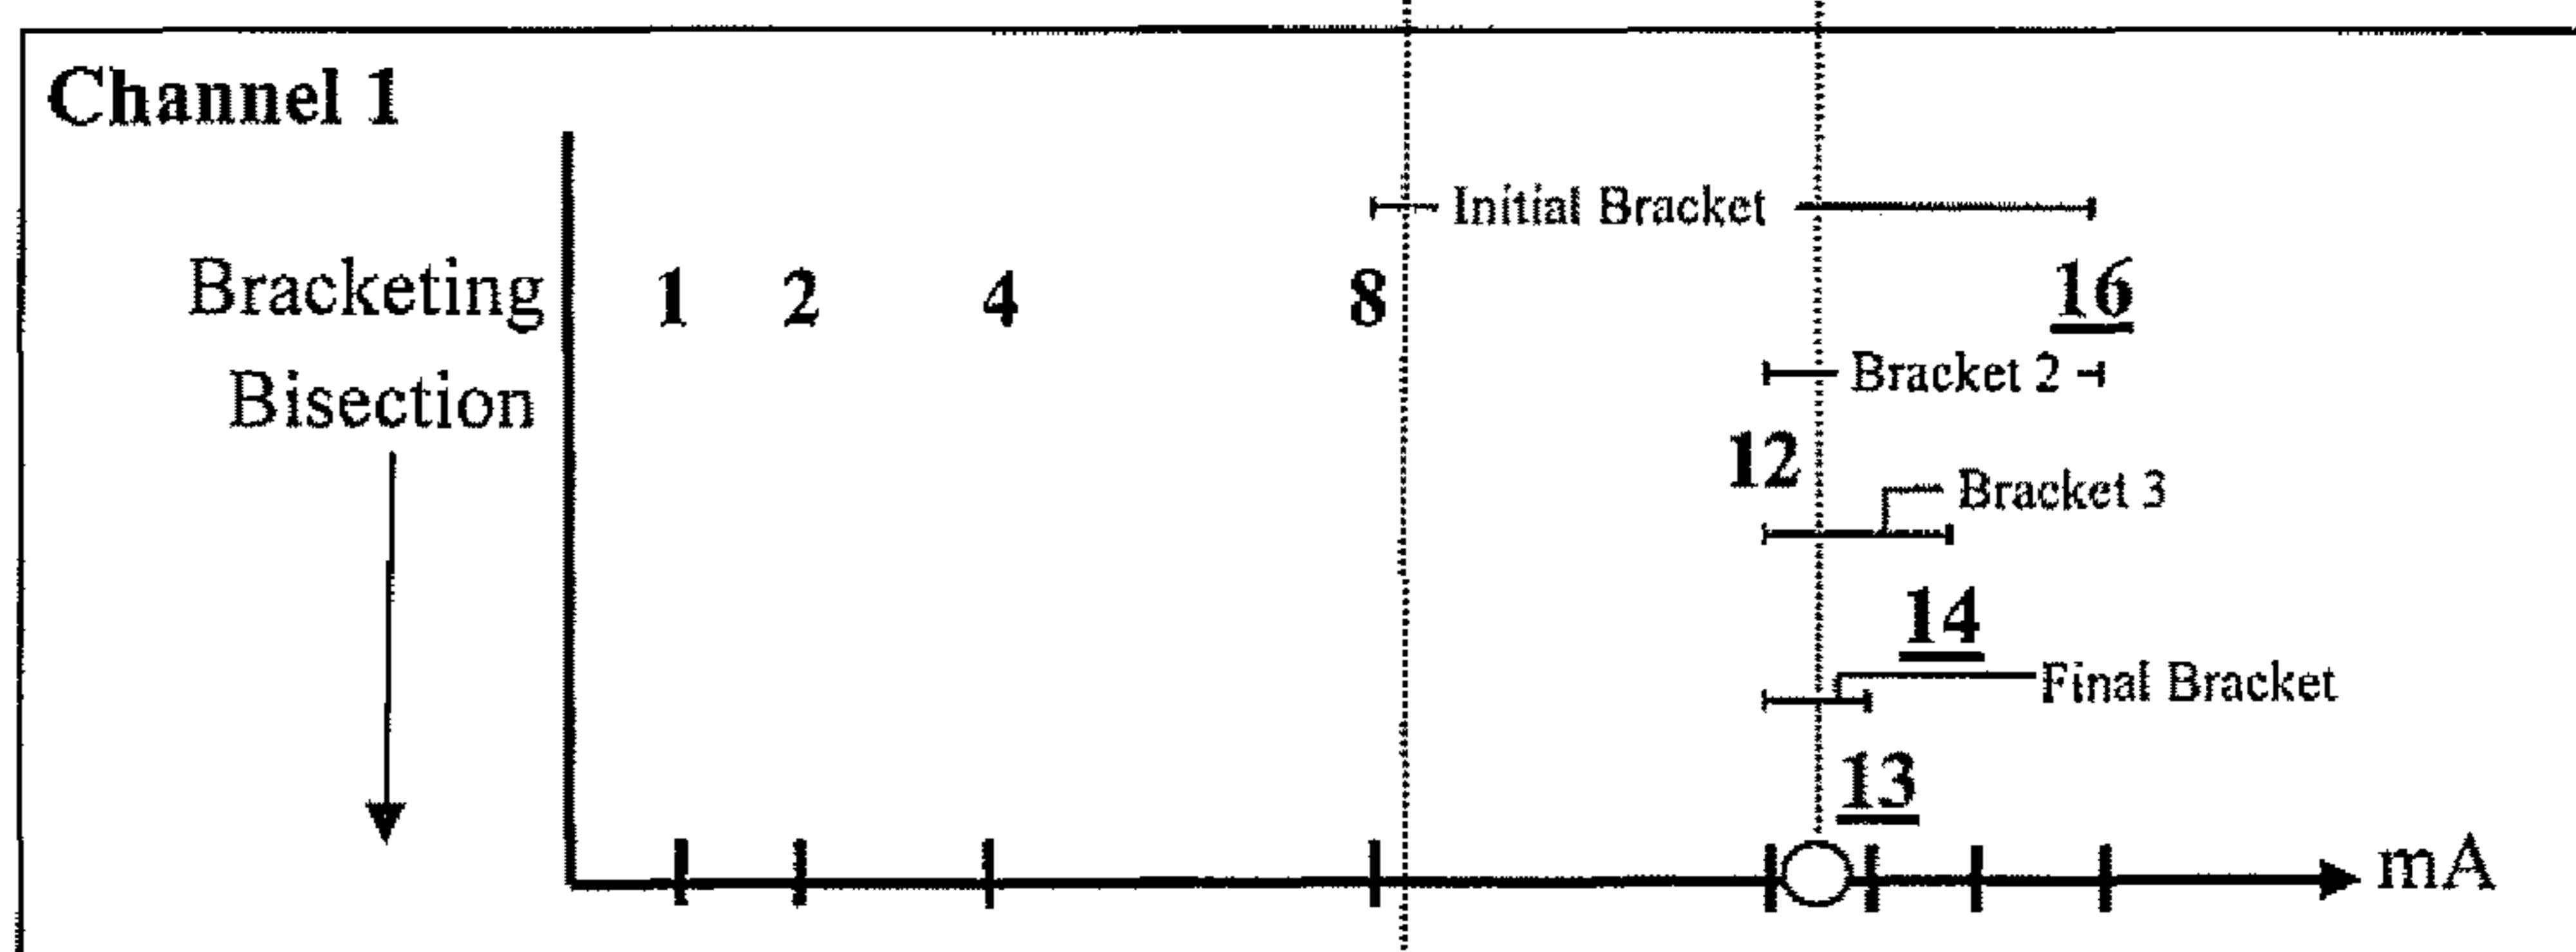 Channel 1
Initial Bracket
Bracketing 1 2 4 8 16
Bracket 2
Bisection
12
Bracket 3
14
Final Bracket
13
mA